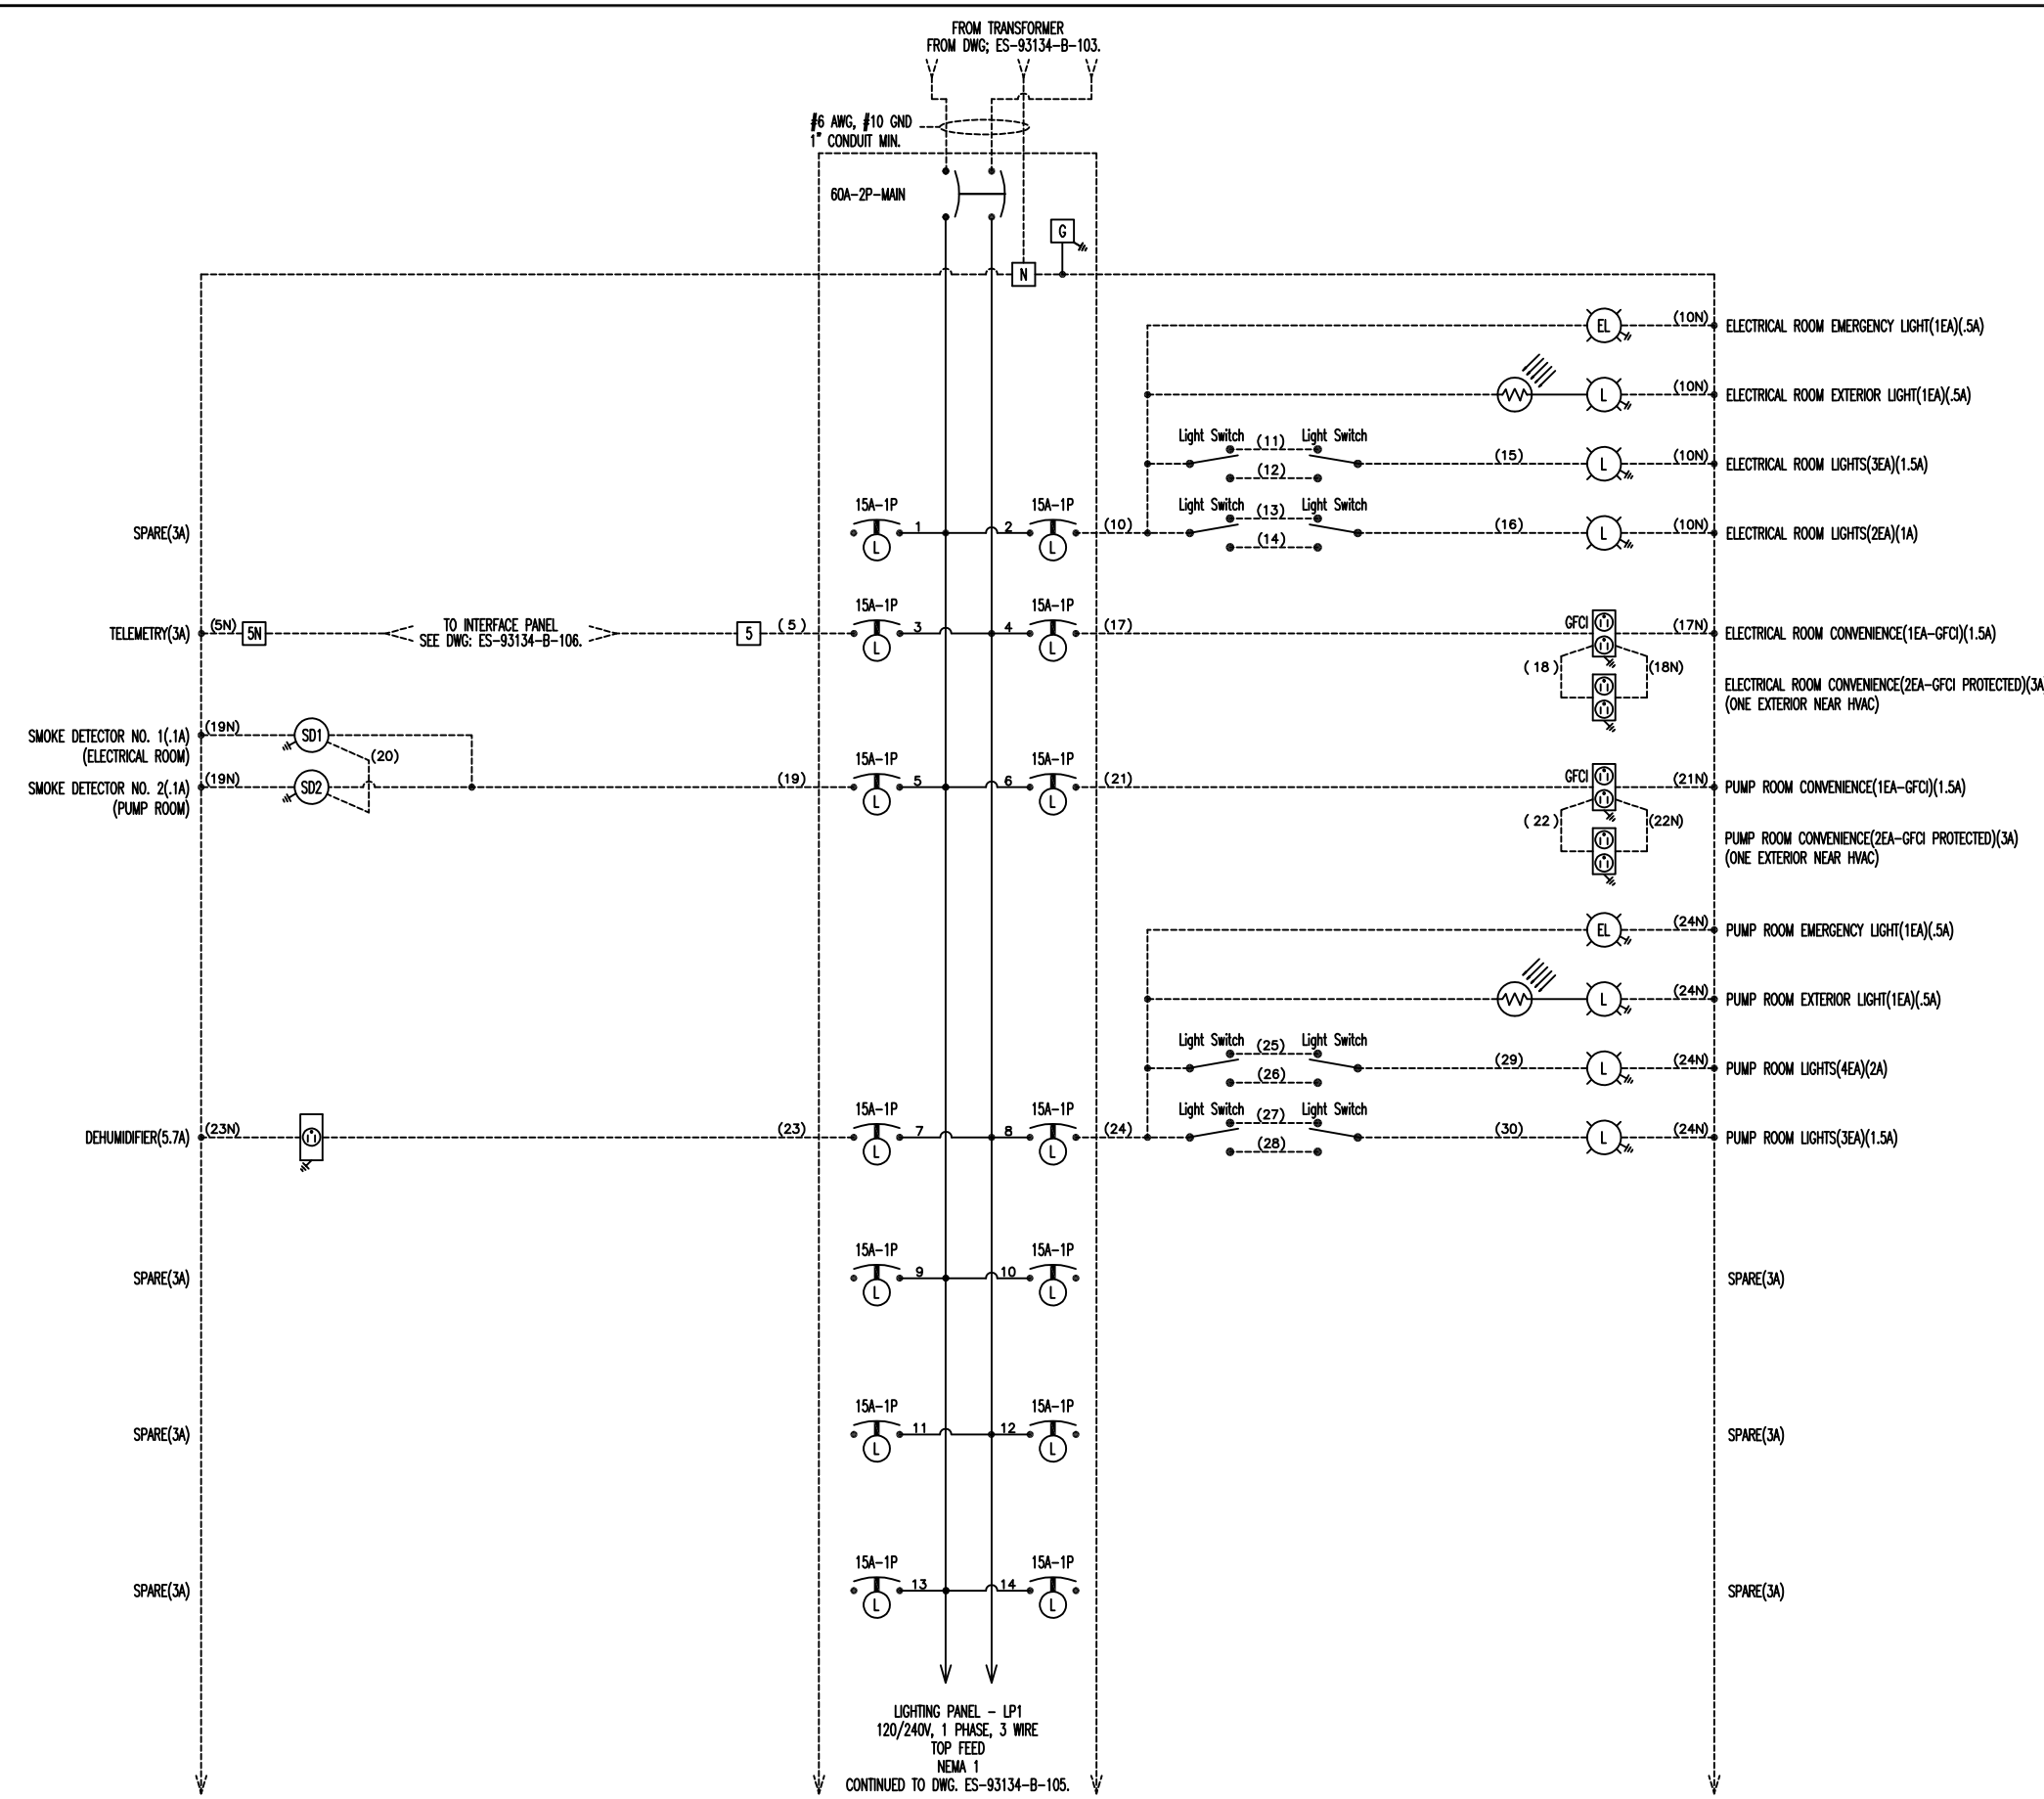 FROM TRANSFORMER
FROM DWG; ES-93134-B-103.
#6 AWG, #10 GND
1" CONDUIT MIN.
60A-2P-MAIN
G
N
EL (10N) ELECTRICAL ROOM EMERGENCY LIGHT(1EA)(.5A)
L (10N) ELECTRICAL ROOM EXTERIOR LIGHT(1EA)(.5A)
Light Switch (11) Light Switch
(12) (15) L (10N) ELECTRICAL ROOM LIGHTS(3EA)(1.5A)
15A-1P 15A-1P Light Switch (13) Light Switch
SPARE(3A) L 1 2 L (10) (14) (16) L (10N) ELECTRICAL ROOM LIGHTS(2EA)(1A)
15A-1P 15A-1P
TELEMETRY(3A) (5N) 5N TO INTERFACE PANEL 5 (5) L 3 4 L (17) GFCI (17N) ELECTRICAL ROOM CONVENIENCE(1EA-GFCI)(1.5A)
SEE DWG: ES-93134-B-106.
(18) (18N)
ELECTRICAL ROOM CONVENIENCE(2EA-GFCI PROTECTED)(3A
(ONE EXTERIOR NEAR HVAC)
SMOKE DETECTOR NO. 1(.1A) (19N) SD1
(ELECTRICAL ROOM) (20)
15A-1P 15A-1P
SMOKE DETECTOR NO. 2(.1A) (19N) SD2 (19) L 5 6 L (21) GFCI (21N) PUMP ROOM CONVENIENCE(1EA-GFCI)(1.5A)
(PUMP ROOM)
(22) (22N)
PUMP ROOM CONVENIENCE(2EA-GFCI PROTECTED)(3A)
(ONE EXTERIOR NEAR HVAC)
EL (24N) PUMP ROOM EMERGENCY LIGHT(1EA)(.5A)
L (24N) PUMP ROOM EXTERIOR LIGHT(1EA)(.5A)
Light Switch (25) Light Switch
(26) (29) L (24N) PUMP ROOM LIGHTS(4EA)(2A)
15A-1P 15A-1P Light Switch (27) Light Switch
DEHUMIDIFIER(5.7A) (23N) (23) L 7 8 L (24) (28) (30) L (24N) PUMP ROOM LIGHTS(3EA)(1.5A)
15A-1P 15A-1P
SPARE(3A) L 9 10 L SPARE(3A)
15A-1P 15A-1P
SPARE(3A) L 11 12 L SPARE(3A)
15A-1P 15A-1P
SPARE(3A) L 13 14 L SPARE(3A)
LIGHTING PANEL - LP1
120/240V, 1 PHASE, 3 WIRE
TOP FEED
NEMA 1
CONTINUED TO DWG. ES-93134-B-105.